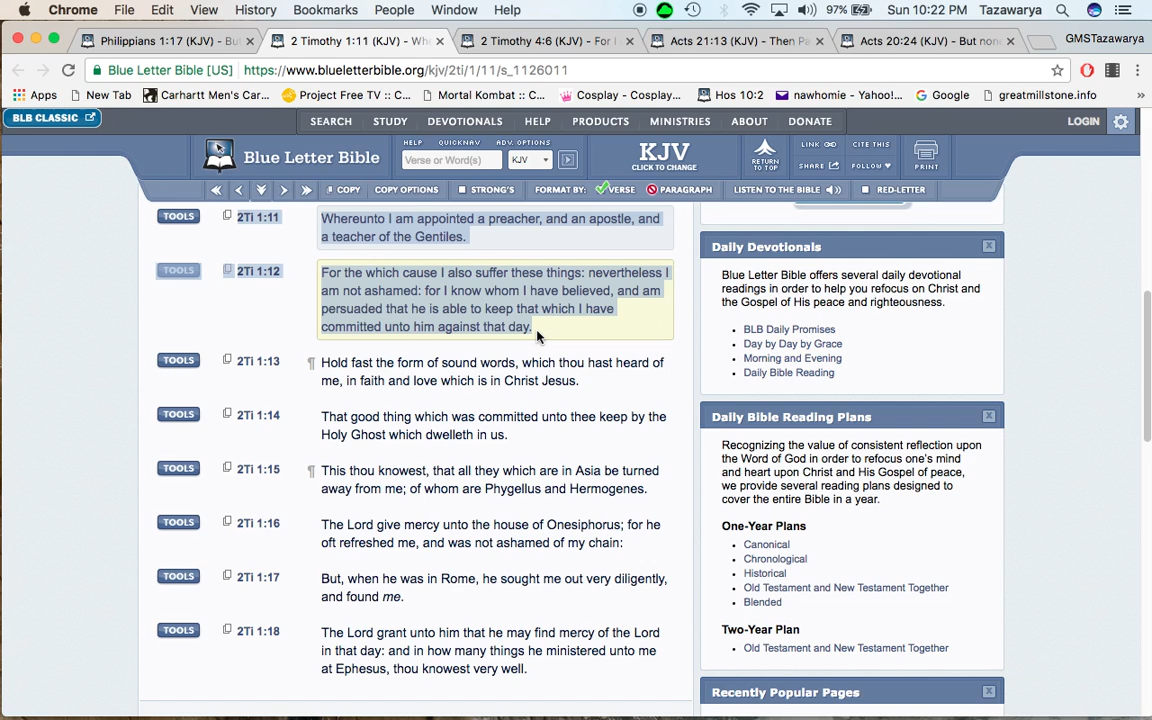 Chrome File Edit View History Bookmarks People Window Help 97% Sun 10:22 PM Tazawarya
Philippians 1:17 (KJV) - Bu 2 Timothy 1:11 (KJV) - Whe 2 Timothy 4:6 (KJV) - For I Acts 21:13 (KJV) - Then Pa Acts 20:24 (KJV) - But none GMSTazawarya
Blue Letter Bible [US] https://www.blueletterbible.org/kjv/2ti/1/11/s_1126011
Apps New Tab Carhartt Men's Car... Project Free TV :: C... Mortal Kombat :: C... Cosplay - Cosplay... Hos 10:2 nawhomie - Yahoo!... Google greatmillstone.info »
BLB CLASSIC SEARCH STUDY DEVOTIONALS HELP PRODUCTS MINISTRIES ABOUT DONATE LOGIN
Blue Letter Bible
HELP QUICKNAV ADV. OPTIONS
Verse or Word(s) KJV
KJV
CLICK TO CHANGE
RETURN TO TOP
LINK CITE THIS
SHARE FOLLOW
PRINT
COPY COPY OPTIONS STRONG'S FORMAT BY: VERSE PARAGRAPH LISTEN TO THE BIBLE RED-LETTER
TOOLS 2Ti 1:11 Whereunto I am appointed a preacher, and an apostle, and
a teacher of the Gentiles.
TOOLS 2Ti 1:12 For the which cause I also suffer these things: nevertheless I
am not ashamed: for I know whom I have believed, and am
persuaded that he is able to keep that which I have
committed unto him against that day.
TOOLS 2Ti 1:13 ¶ Hold fast the form of sound words, which thou hast heard of
me, in faith and love which is in Christ Jesus.
TOOLS 2Ti 1:14 That good thing which was committed unto thee keep by the
Holy Ghost which dwelleth in us.
TOOLS 2Ti 1:15 ¶ This thou knowest, that all they which are in Asia be turned
away from me; of whom are Phygellus and Hermogenes.
TOOLS 2Ti 1:16 The Lord give mercy unto the house of Onesiphorus; for he
oft refreshed me, and was not ashamed of my chain:
TOOLS 2Ti 1:17 But, when he was in Rome, he sought me out very diligently,
and found me.
TOOLS 2Ti 1:18 The Lord grant unto him that he may find mercy of the Lord
in that day: and in how many things he ministered unto me
at Ephesus, thou knowest very well.
Daily Devotionals
Blue Letter Bible offers several daily devotional
readings in order to help you refocus on Christ and
the Gospel of His peace and righteousness.
• BLB Daily Promises
• Day by Day by Grace
• Morning and Evening
• Daily Bible Reading
Daily Bible Reading Plans
Recognizing the value of consistent reflection upon
the Word of God in order to refocus one's mind
and heart upon Christ and His Gospel of peace,
we provide several reading plans designed to
cover the entire Bible in a year.
One-Year Plans
• Canonical
• Chronological
• Historical
• Old Testament and New Testament Together
• Blended
Two-Year Plan
• Old Testament and New Testament Together
Recently Popular Pages